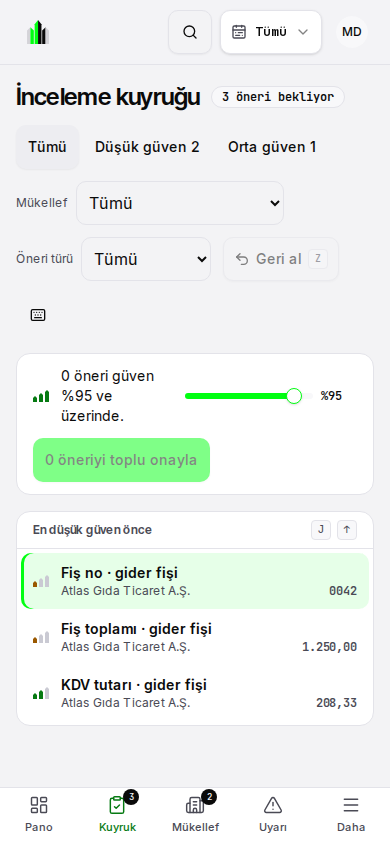 Tümü
MD
İnceleme kuyruğu
3 öneri bekliyor
Tümü
Düşük güven 2
Orta güven 1
Mükellef
Tümü
Öneri türü
Tümü
Geri al
Z
0 öneri güven
%95 ve
üzerinde.
%95
0 öneriyi toplu onayla
En düşük güven önce
J
↑
Fiş no · gider fişi
Atlas Gıda Ticaret A.Ş.
0042
Fiş toplamı · gider fişi
Atlas Gıda Ticaret A.Ş.
1.250,00
KDV tutarı · gider fişi
Atlas Gıda Ticaret A.Ş.
208,33
3
2
Pano
Kuyruk
Mükellef
Uyarı
Daha